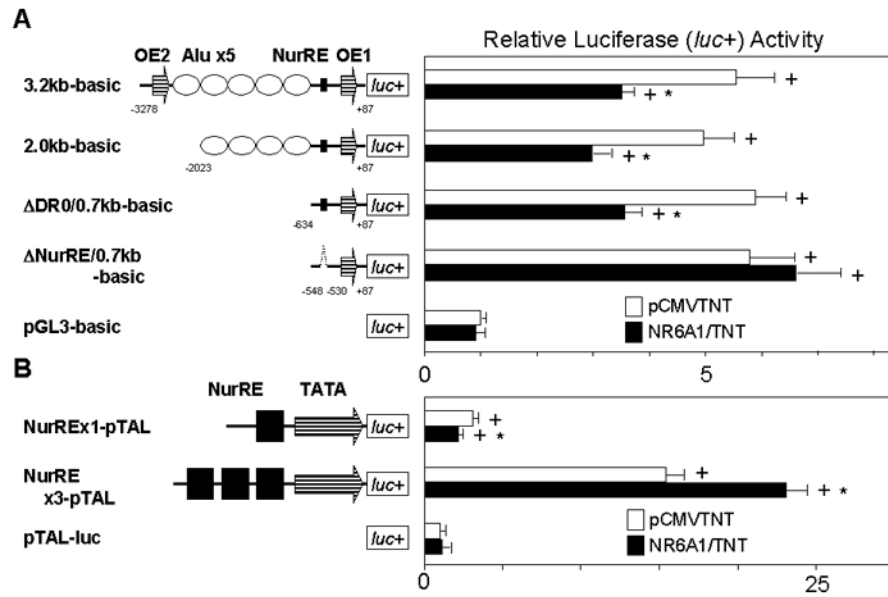 A
Relative Luciferase (luc+) Activity
OE2 Alu x5 NurRE OE1
3.2kb-basic luc+ +
-3278 +87 + *
2.0kb-basic luc+ +
-2023 +87 + *
ΔDR0/0.7kb-basic luc+ +
-634 +87 + *
ΔNurRE/0.7kb
-basic luc+ +
-548 -530 +87 +
pGL3-basic luc+
pCMVTNT
NR6A1/TNT
0 5
B
NurRE TATA
NurREx1-pTAL luc+ +
+ *
NurRE
x3-pTAL luc+ +
+ *
pTAL-luc luc+
pCMVTNT
NR6A1/TNT
0 25